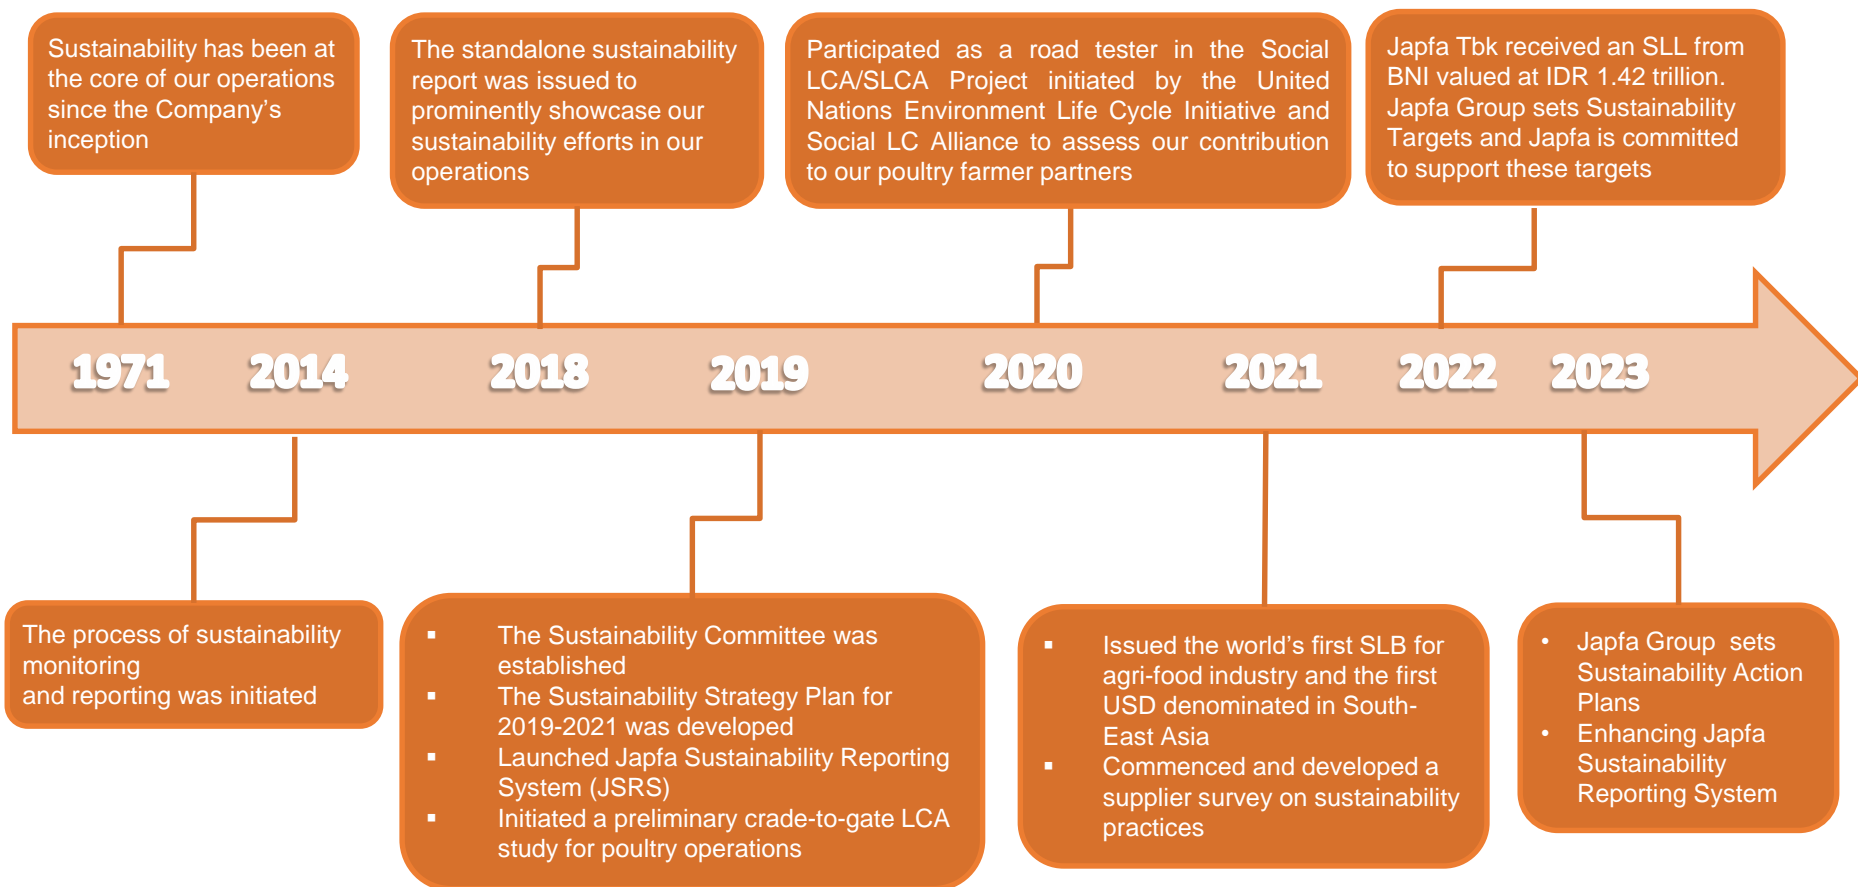 Sustainability has been at
the core of our operations
since the Company’s
inception
The standalone sustainability
report was issued to
prominently showcase our
sustainability efforts in our
operations
Participated as a road tester in the Social
LCA/SLCA Project initiated by the United
Nations Environment Life Cycle Initiative and
Social LC Alliance to assess our contribution
to our poultry farmer partners
Japfa Tbk received an SLL from
BNI valued at IDR 1.42 trillion.
Japfa Group sets Sustainability
Targets and Japfa is committed
to support these targets
1971 2014 2018 2019 2020 2021 2022 2023
The process of sustainability
monitoring
and reporting was initiated
▪ The Sustainability Committee was
established
▪ The Sustainability Strategy Plan for
2019-2021 was developed
▪ Launched Japfa Sustainability Reporting
System (JSRS)
▪ Initiated a preliminary crade-to-gate LCA
study for poultry operations
▪ Issued the world’s first SLB for
agri-food industry and the first
USD denominated in South-
East Asia
▪ Commenced and developed a
supplier survey on sustainability
practices
• Japfa Group sets
Sustainability Action
Plans
• Enhancing Japfa
Sustainability
Reporting System